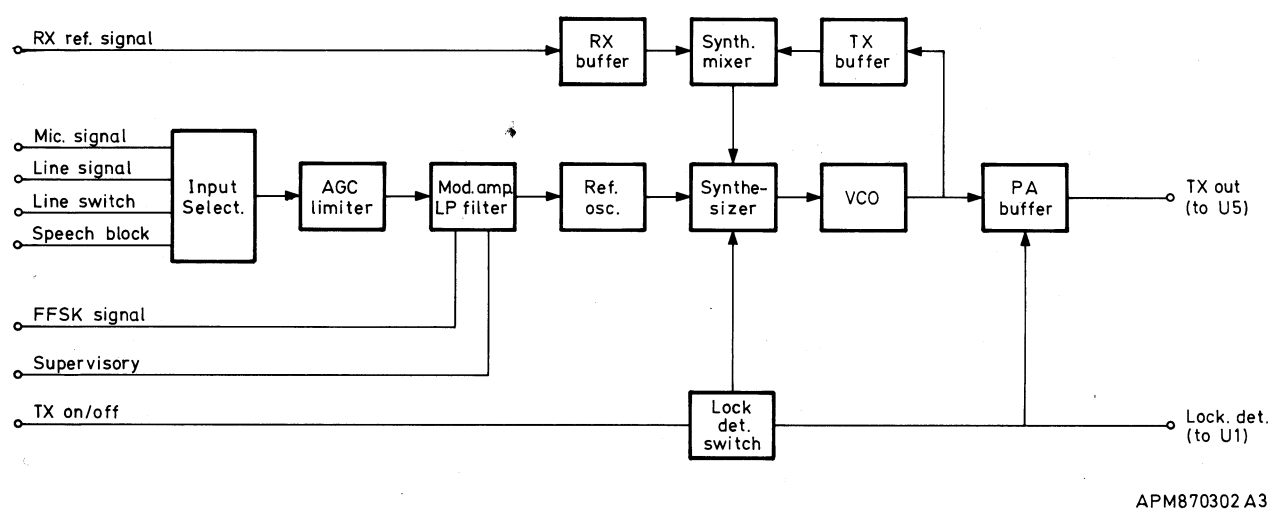 RX ref. signal
RX
buffer
Synth.
mixer
TX
buffer
Mic. signal
Line signal
Line switch
Speech block
Input
Select.
AGC
limiter
Mod. amp.
LP filter
Ref.
osc.
Synthe-
sizer
VCO
PA
buffer
TX out
(to U5)
FFSK signal
Supervisory
TX on/off
Lock
det.
switch
Lock. det.
(to U1)
APM870302 A3